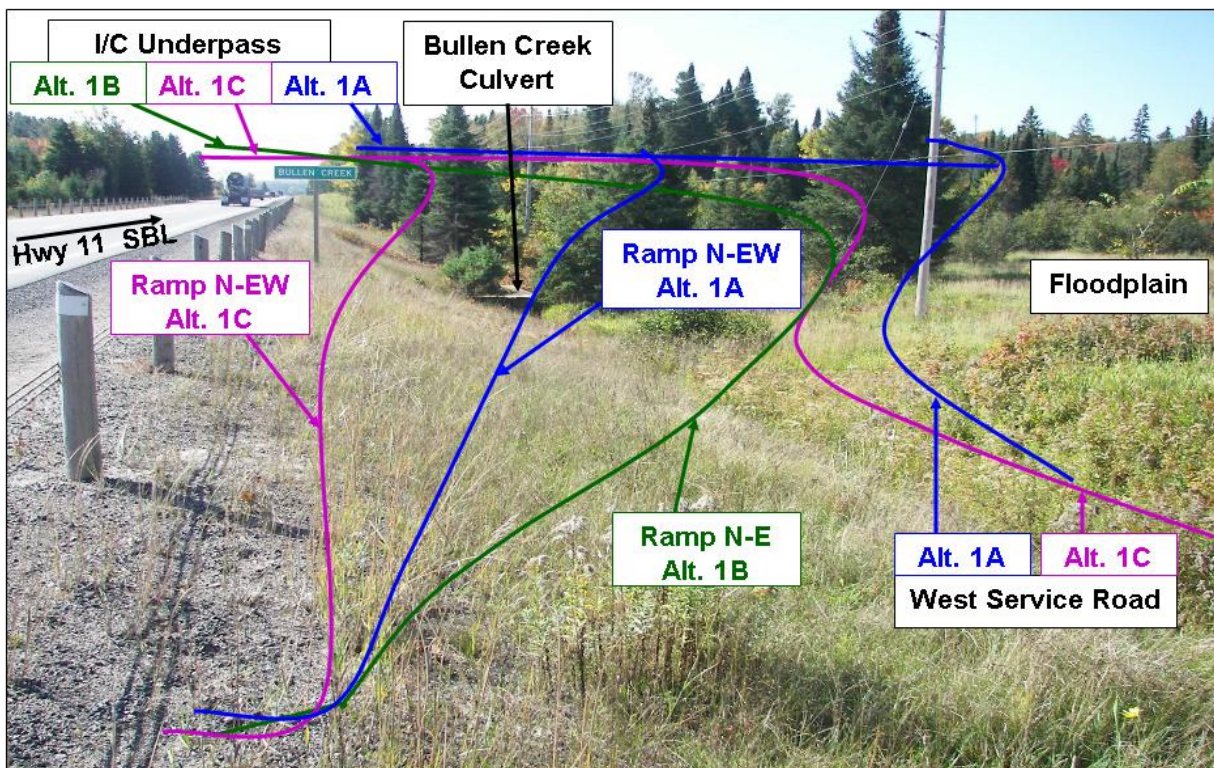 I/C Underpass
Alt. 1B
Alt. 1C
Alt. 1A
Bullen Creek
Culvert
BULLEN CREEK
Hwy 11 SBL
Ramp N-EW
Alt. 1C
Ramp N-EW
Alt. 1A
Floodplain
Ramp N-E
Alt. 1B
Alt. 1A
Alt. 1C
West Service Road